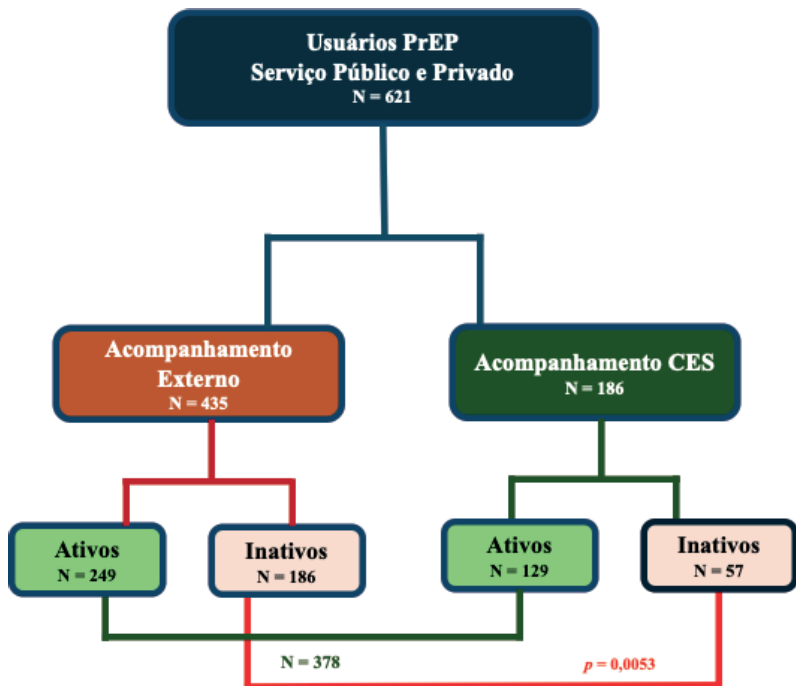 Usuários PrEP
Serviço Público e Privado
N = 621
Acompanhamento
Externo
N = 435
Acompanhamento CES
N = 186
Ativos
N = 249
Inativos
N = 186
Ativos
N = 129
Inativos
N = 57
N = 378
p = 0,0053